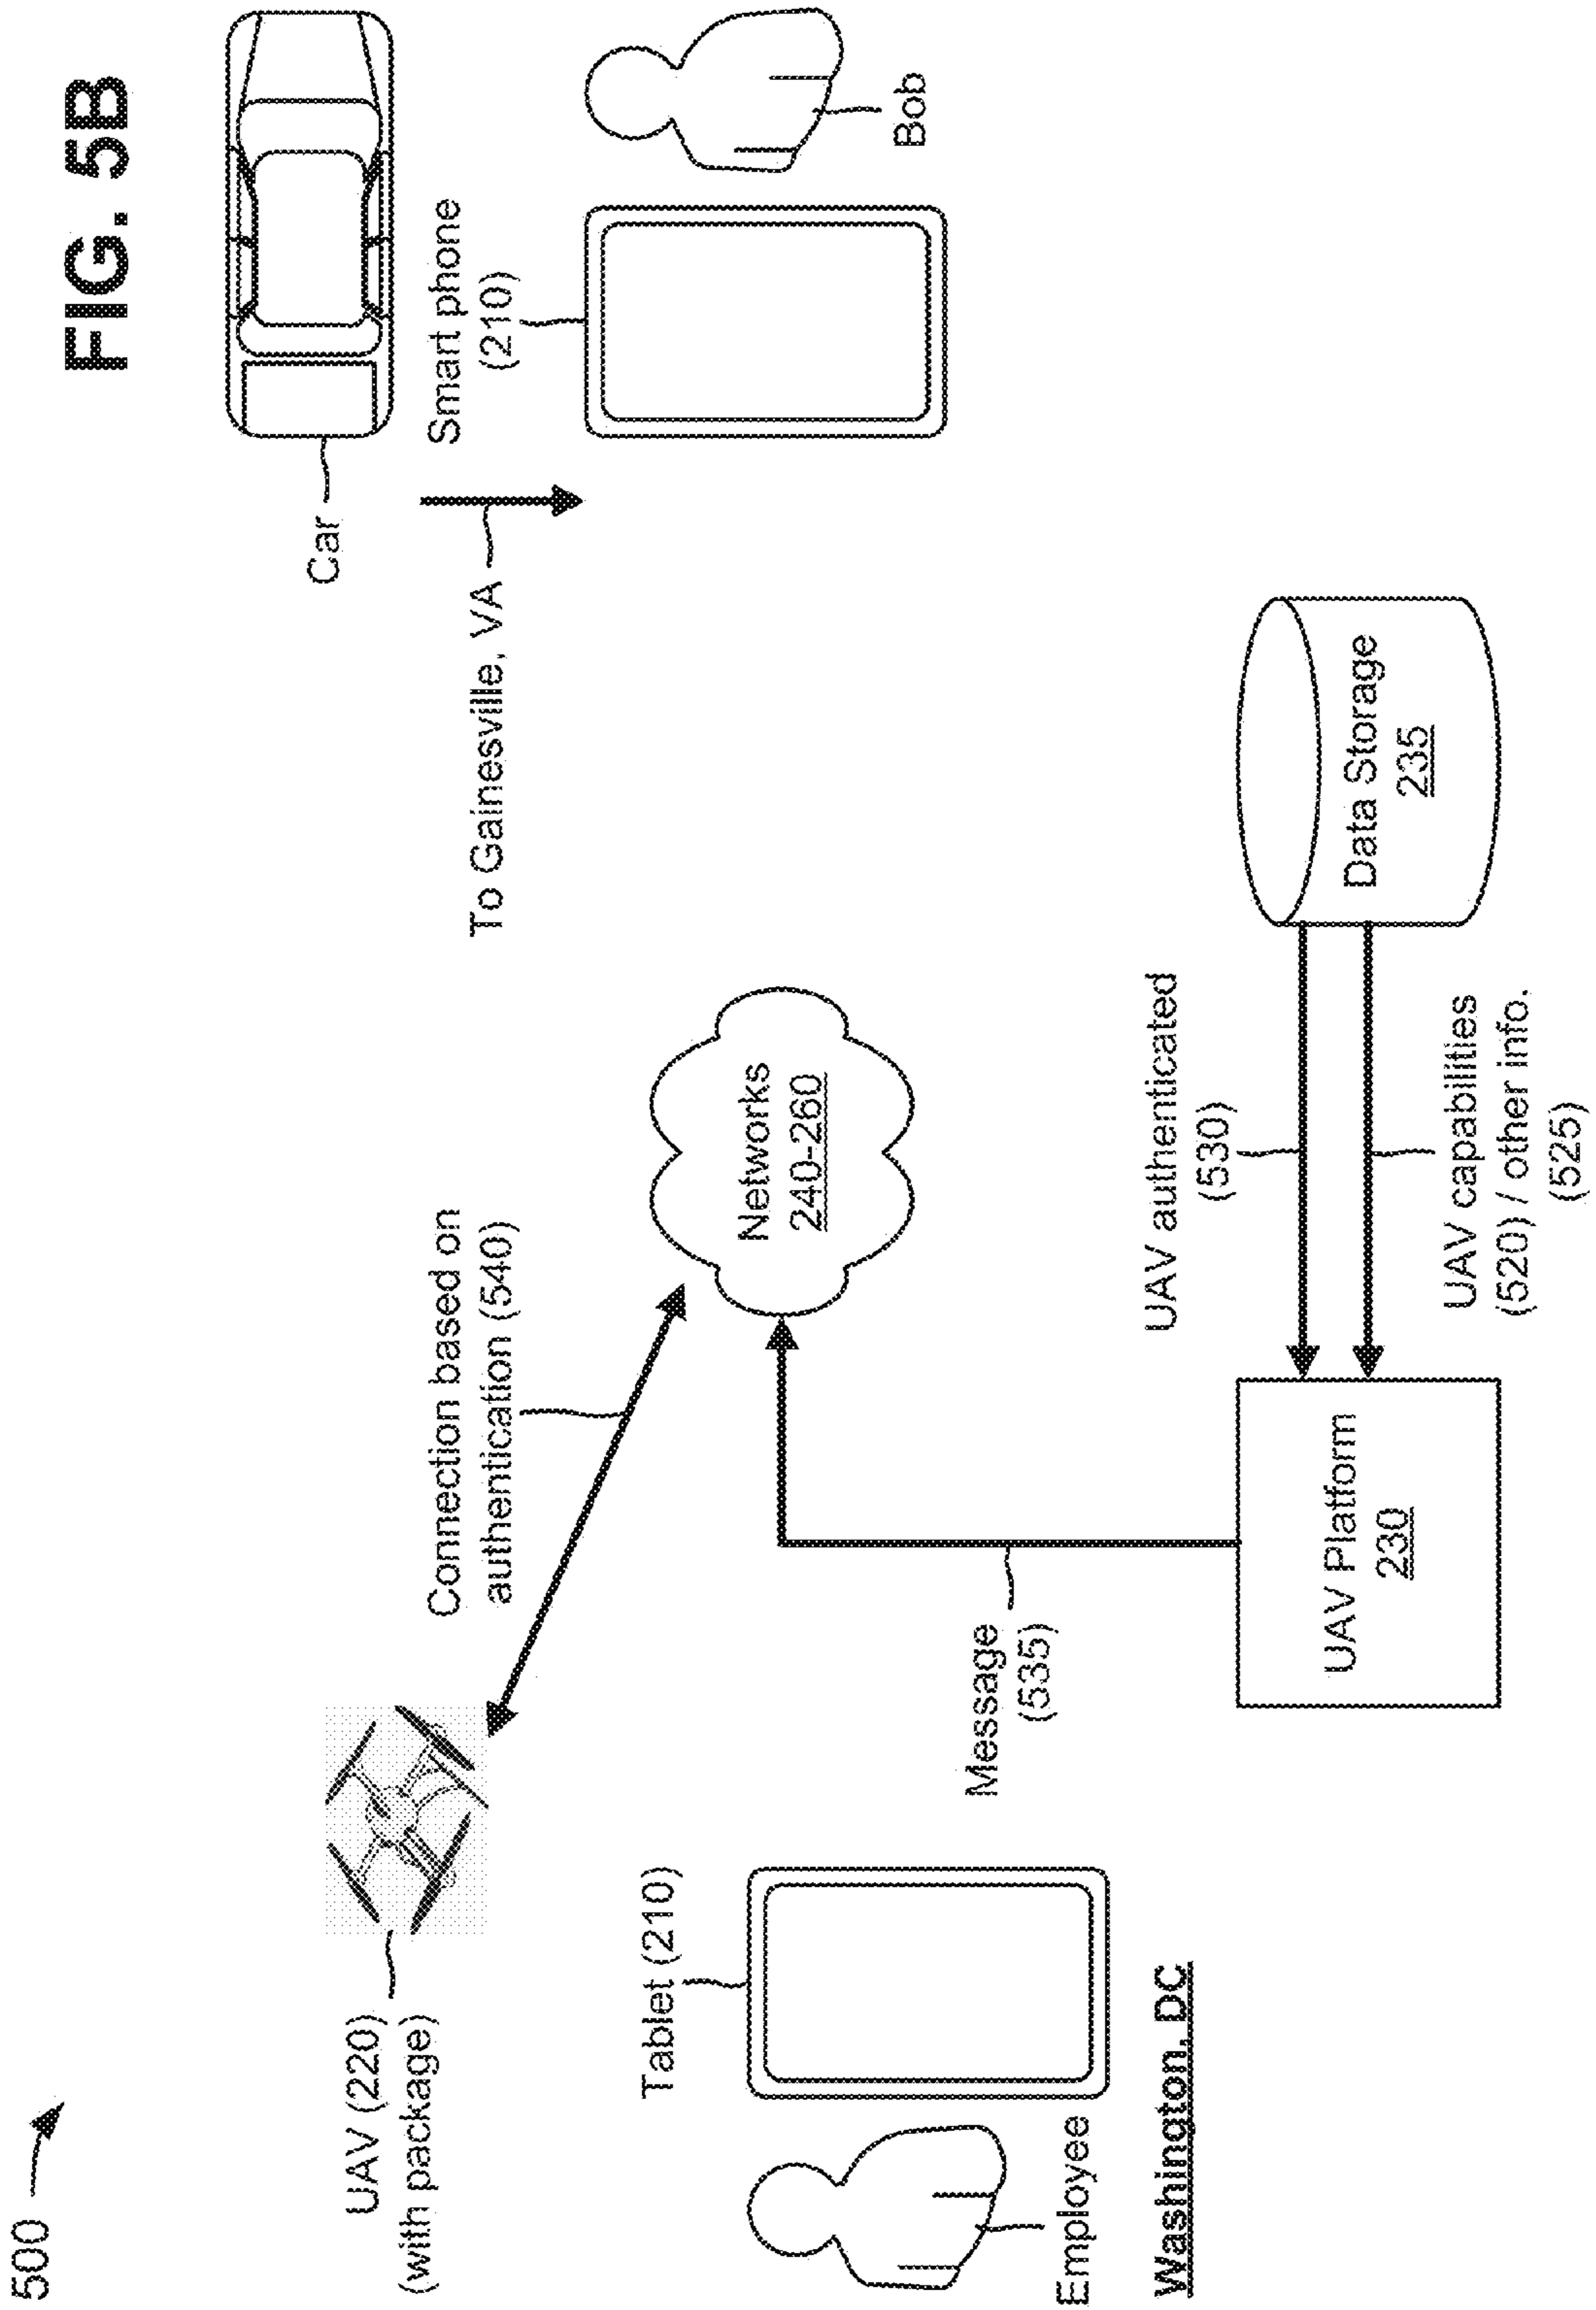 500
FIG. 5B
UAV (220)
(with package)
Connection based on
authentication (540)
Car
To Gainesville, VA
Smart phone
(210)
Bob
Tablet (210)
Employee
Washington, DC
Networks
240-260
Message
(535)
UAV authenticated
(530)
UAV Platform
230
UAV capabilities
(520) / other info.
(525)
Data Storage
235